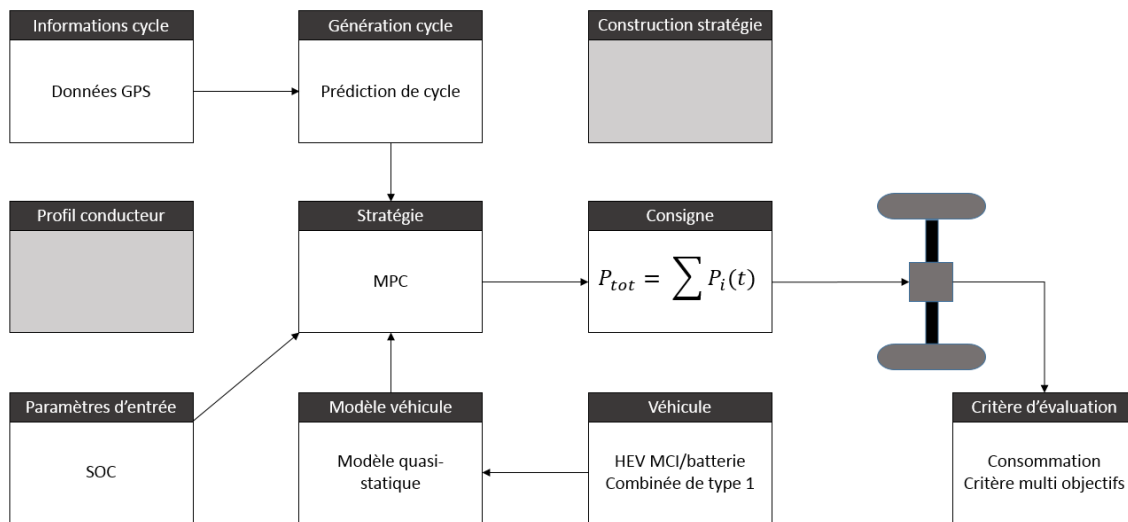 Informations cycle
Données GPS
Génération cycle
Prédiction de cycle
Construction stratégie
Profil conducteur
Stratégie
MPC
Consigne
P_{tot} = ∑ P_i(t)
Paramètres d'entrée
SOC
Modèle véhicule
Modèle quasi-
statique
Véhicule
HEV MCI/batterie
Combinée de type 1
Critère d'évaluation
Consommation
Critère multi objectifs